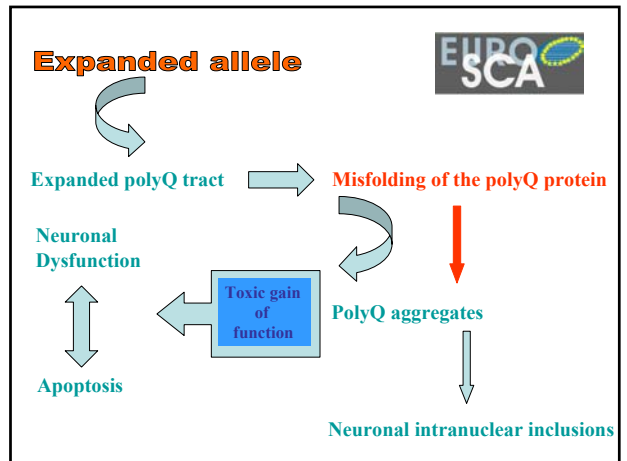 Expanded allele
EURO
SCA
Expanded polyQ tract
Misfolding of the polyQ protein
Neuronal
Dysfunction
Toxic gain
of
function
PolyQ aggregates
Apoptosis
Neuronal intranuclear inclusions